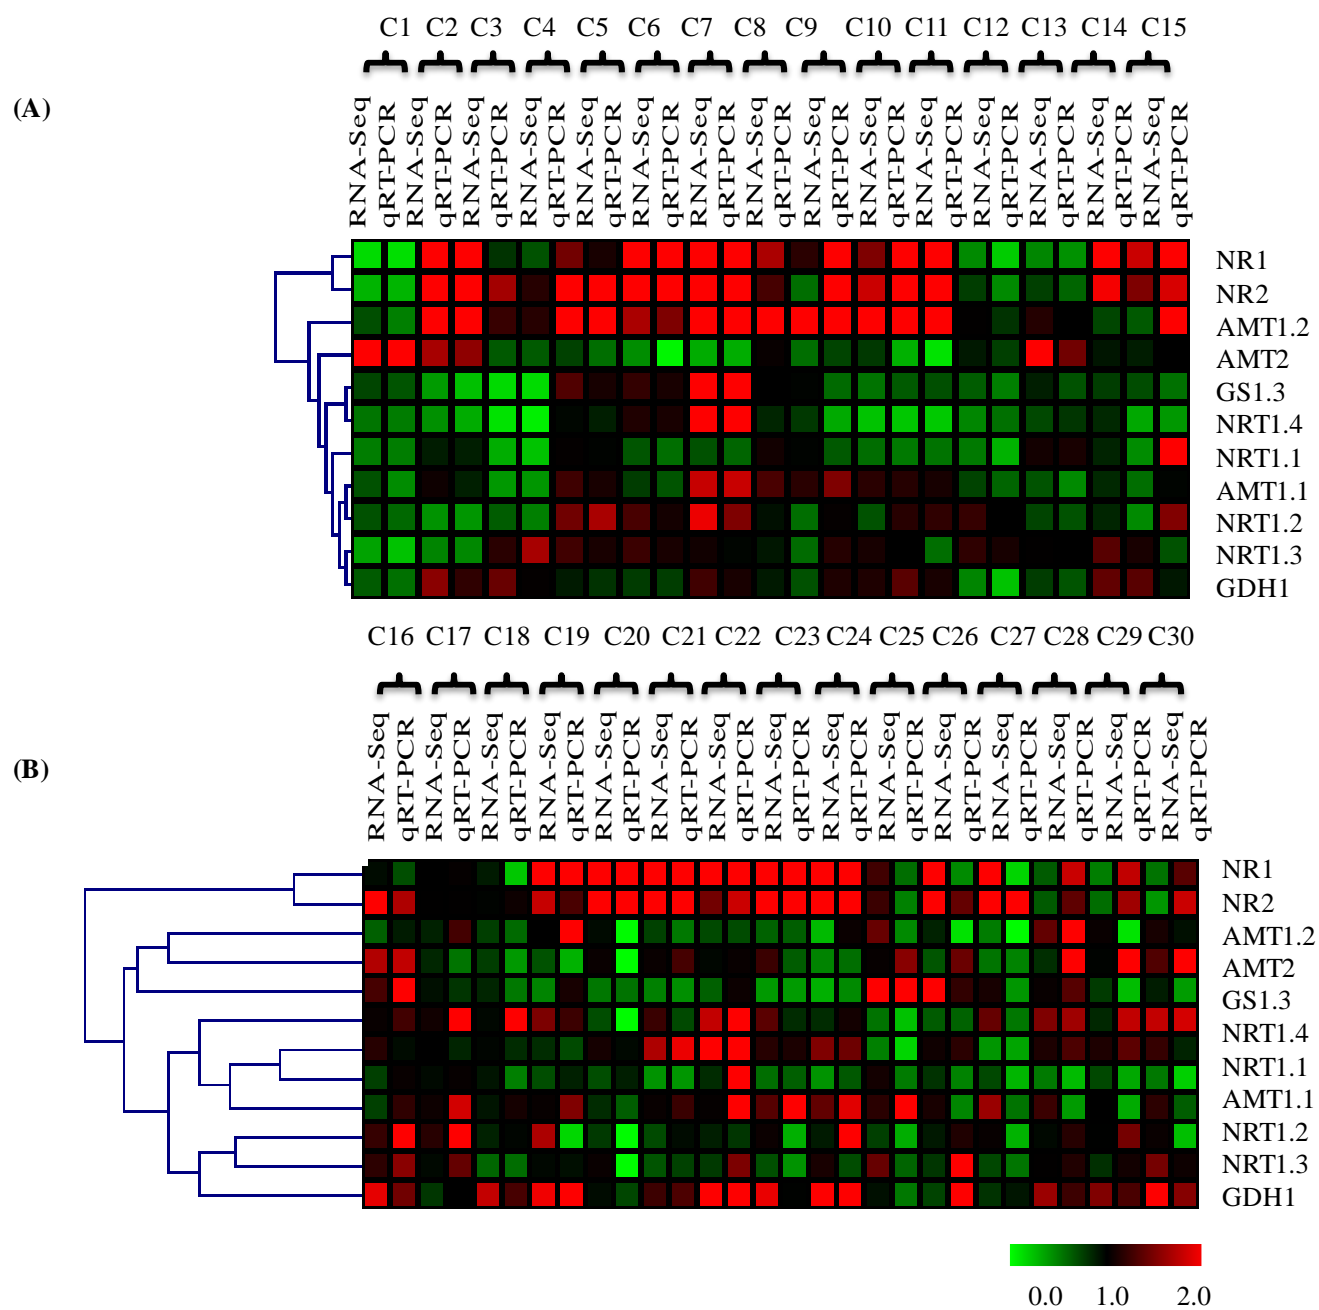 C1 C2 C3 C4 C5 C6 C7 C8 C9 C10 C11 C12 C13 C14 C15
(A)
RNA-Seq qRT-PCR RNA-Seq qRT-PCR RNA-Seq qRT-PCR RNA-Seq qRT-PCR RNA-Seq qRT-PCR RNA-Seq qRT-PCR RNA-Seq qRT-PCR RNA-Seq qRT-PCR RNA-Seq qRT-PCR RNA-Seq qRT-PCR RNA-Seq qRT-PCR RNA-Seq qRT-PCR RNA-Seq qRT-PCR RNA-Seq qRT-PCR RNA-Seq qRT-PCR
NR1
NR2
AMT1.2
AMT2
GS1.3
NRT1.4
NRT1.1
AMT1.1
NRT1.2
NRT1.3
GDH1
C16 C17 C18 C19 C20 C21 C22 C23 C24 C25 C26 C27 C28 C29 C30
(B)
RNA-Seq qRT-PCR RNA-Seq qRT-PCR RNA-Seq qRT-PCR RNA-Seq qRT-PCR RNA-Seq qRT-PCR RNA-Seq qRT-PCR RNA-Seq qRT-PCR RNA-Seq qRT-PCR RNA-Seq qRT-PCR RNA-Seq qRT-PCR RNA-Seq qRT-PCR RNA-Seq qRT-PCR RNA-Seq qRT-PCR RNA-Seq qRT-PCR RNA-Seq qRT-PCR
NR1
NR2
AMT1.2
AMT2
GS1.3
NRT1.4
NRT1.1
AMT1.1
NRT1.2
NRT1.3
GDH1
0.0 1.0 2.0